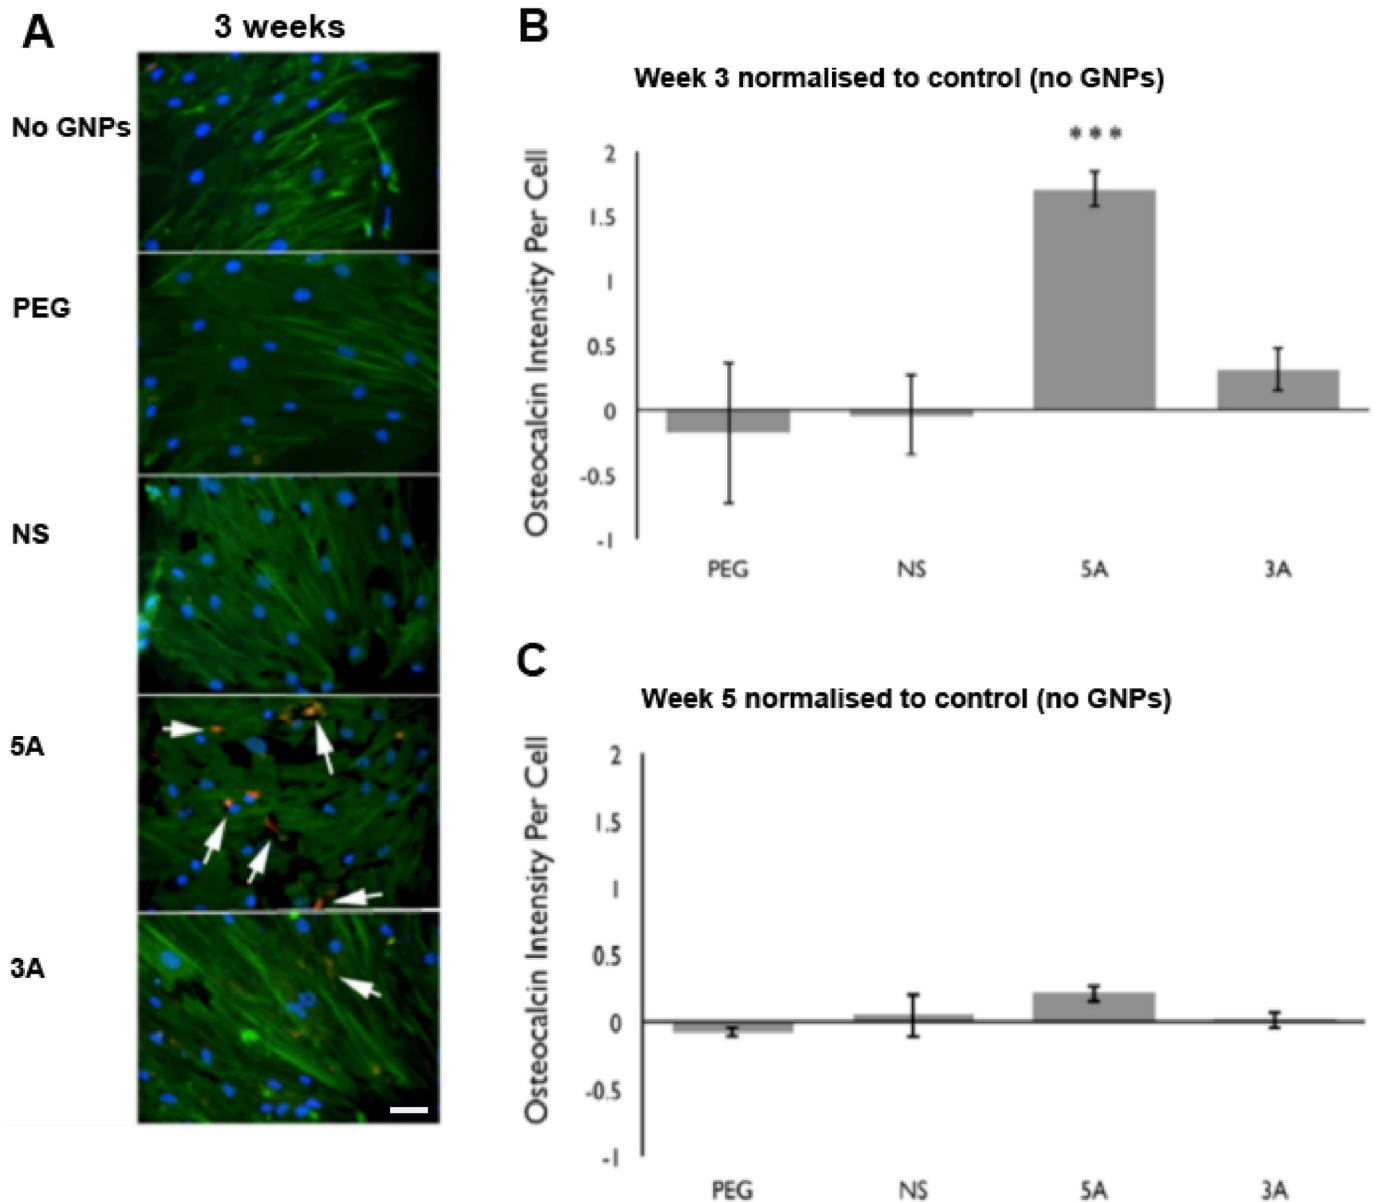 A
3 weeks
No GNPs
PEG
NS
5A
3A
B
Week 3 normalised to control (no GNPs)
***
Osteocalcin Intensity Per Cell
2
1.5
1
0.5
0
-0.5
-1
PEG NS 5A 3A
C
Week 5 normalised to control (no GNPs)
Osteocalcin Intensity Per Cell
2
1.5
1
0.5
0
-0.5
-1
PEG NS 5A 3A